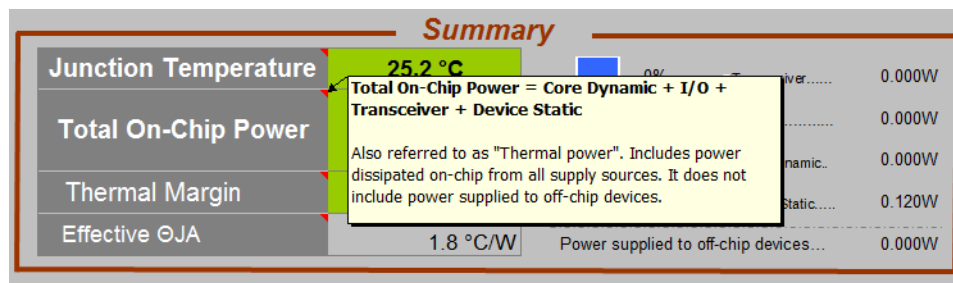 Summary
Junction Temperature 25.2 °C
0% iver...... 0.000W
Total On-Chip Power = Core Dynamic + I/O +
Transceiver + Device Static
Total On-Chip Power
............ 0.000W
Also referred to as "Thermal power". Includes power
dissipated on-chip from all supply sources. It does not
include power supplied to off-chip devices.
namic.. 0.000W
Thermal Margin
Static..... 0.120W
Effective ΘJA 1.8 °C/W Power supplied to off-chip devices... 0.000W